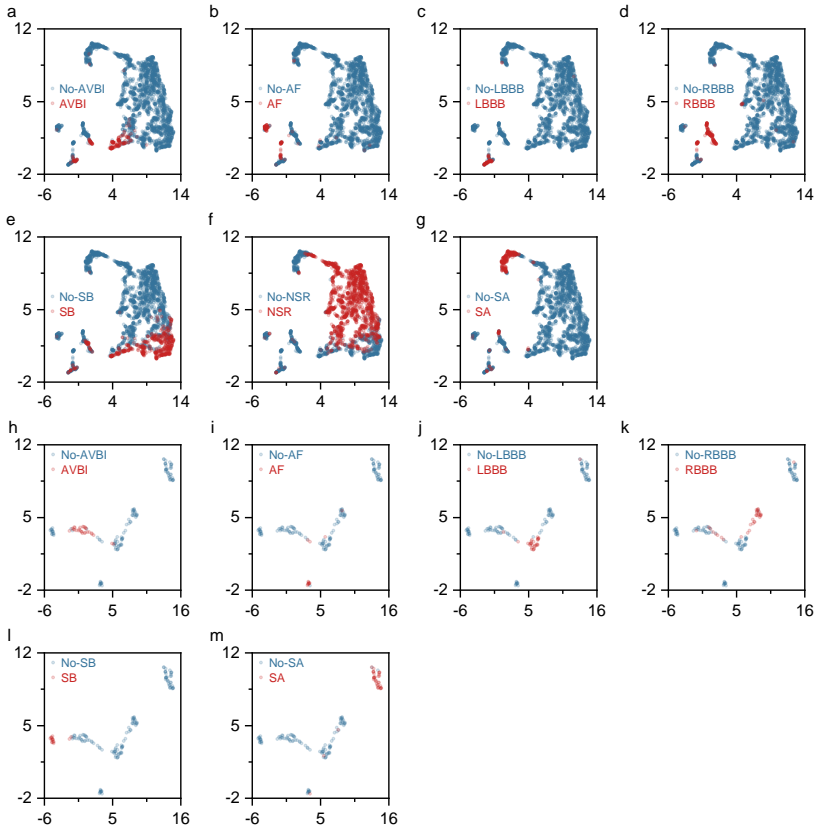 a b c d
12 12 12 12
No-AVBI No-AF No-LBBB No-RBBB
AVBI AF LBBB RBBB
5 5 5 5
-2 -2 -2 -2
-6 4 14 -6 4 14 -6 4 14 -6 4 14
e f g
12 12 12
No-SB No-NSR No-SA
SB NSR SA
5 5 5
-2 -2 -2
-6 4 14 -6 4 14 -6 4 14
h i j k
12 12 12 12
No-AVBI No-AF No-LBBB No-RBBB
AVBI AF LBBB RBBB
5 5 5 5
-2 -2 -2 -2
-6 5 16 -6 5 16 -6 5 16 -6 5 16
l m
12 12
No-SB No-SA
SB SA
5 5
-2 -2
-6 5 16 -6 5 16